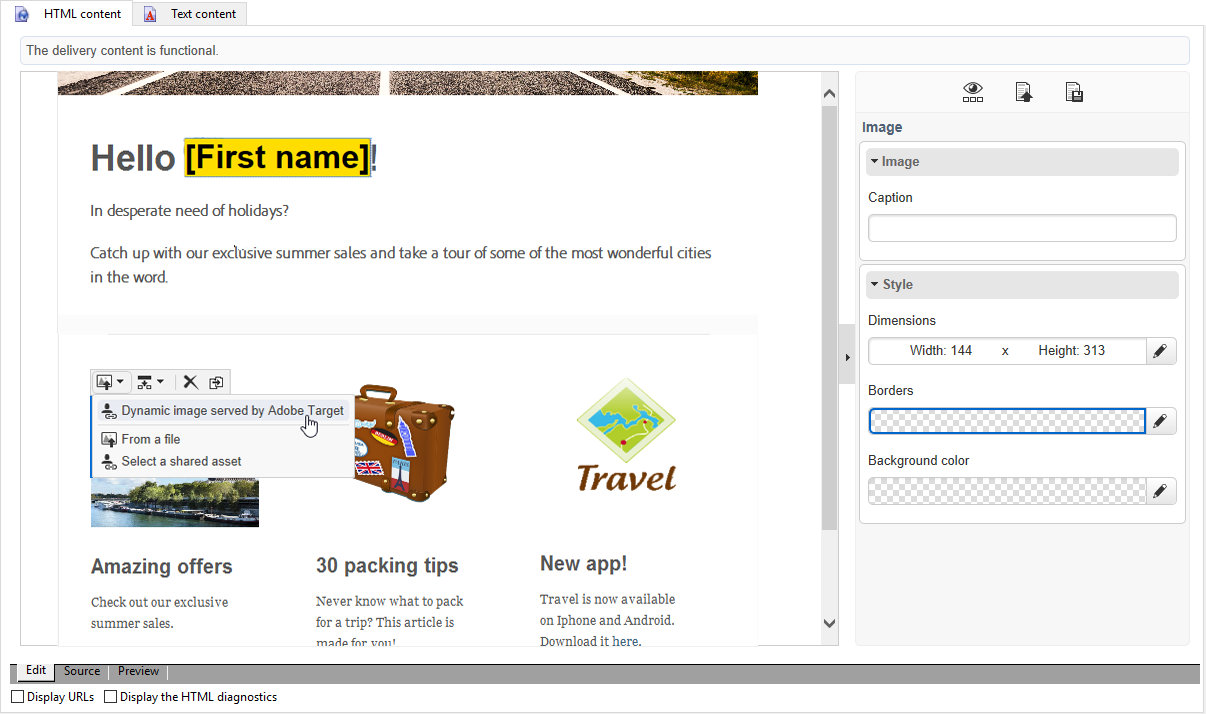 HTML content
Text content
The delivery content is functional.
Hello [First name]!
In desperate need of holidays?
Catch up with our exclusive summer sales and take a tour of some of the most wonderful cities
in the word.
Dynamic image served by Adobe Target
From a file
Select a shared asset
BERLIN
Travel
Amazing offers
Check out our exclusive
summer sales.
30 packing tips
Never know what to pack
for a trip? This article is
made for you!
New app!
Travel is now available
on Iphone and Android.
Download it here.
Image
Image
Caption
Style
Dimensions
Width: 144 x Height: 313
Borders
Background color
Edit Source Preview
Display URLs Display the HTML diagnostics